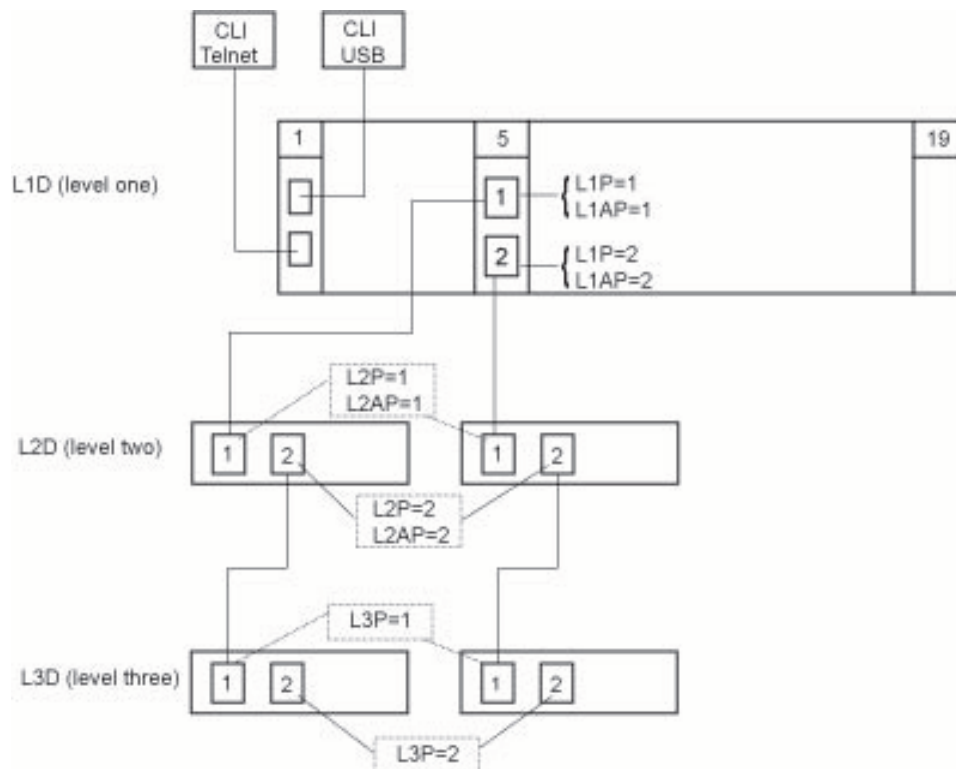 CLI
Telnet
CLI
USB
1
5
19
L1D (level one)
1
L1P=1
L1AP=1
2
L1P=2
L1AP=2
L2P=1
L2AP=1
L2D (level two)
1
2
1
2
L2P=2
L2AP=2
L3P=1
L3D (level three)
1
2
1
2
L3P=2